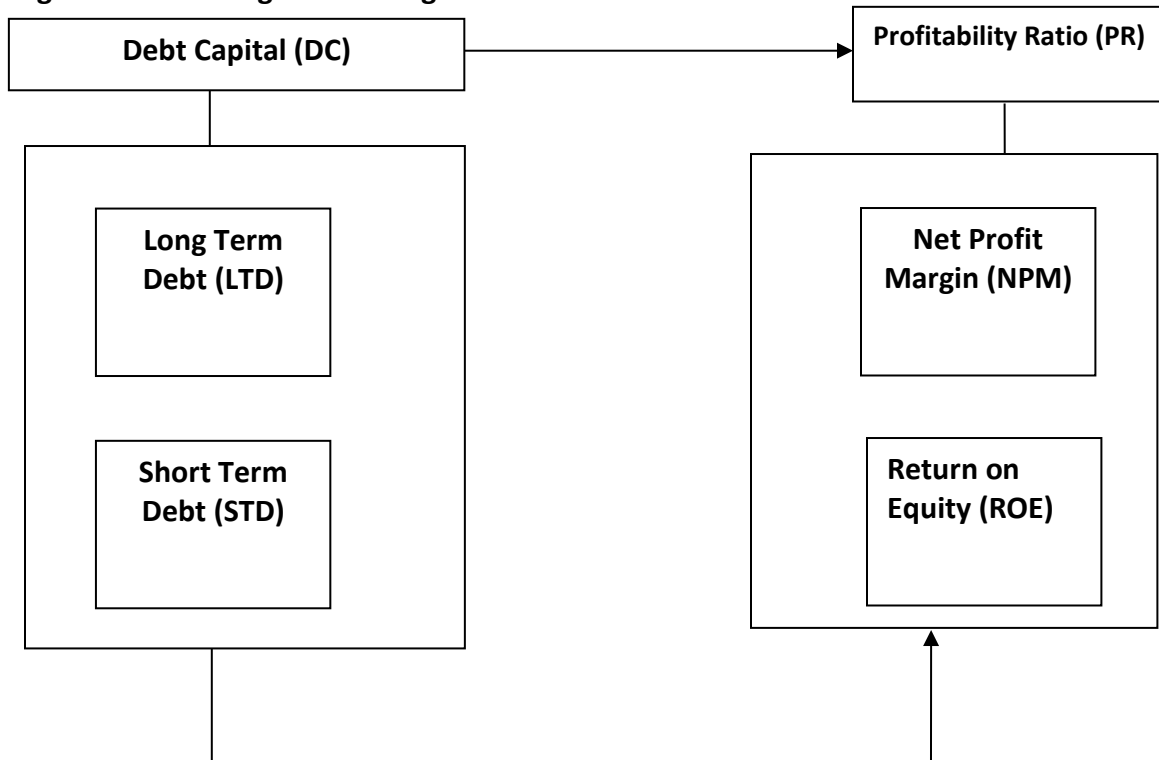 Debt Capital (DC)
Profitability Ratio (PR)
Long Term
Debt (LTD)
Net Profit
Margin (NPM)
Short Term
Debt (STD)
Return on
Equity (ROE)